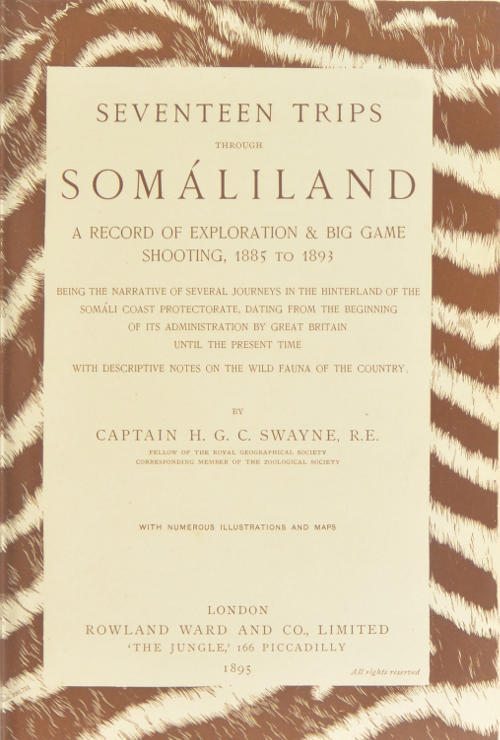 SEVENTEEN TRIPS
THROUGH
SOMÁLILAND
A RECORD OF EXPLORATION & BIG GAME
SHOOTING, 1885 TO 1893
BEING THE NARRATIVE OF SEVERAL JOURNEYS IN THE HINTERLAND OF THE
SOMÁLI COAST PROTECTORATE, DATING FROM THE BEGINNING
OF ITS ADMINISTRATION BY GREAT BRITAIN
UNTIL THE PRESENT TIME
WITH DESCRIPTIVE NOTES ON THE WILD FAUNA OF THE COUNTRY.
BY
CAPTAIN H. G. C. SWAYNE, R.E.
FELLOW OF THE ROYAL GEOGRAPHICAL SOCIETY
CORRESPONDING MEMBER OF THE ZOOLOGICAL SOCIETY
WITH NUMEROUS ILLUSTRATIONS AND MAPS
LONDON
ROWLAND WARD AND CO., LIMITED
'THE JUNGLE,' 166 PICCADILLY
1895
All rights reserved